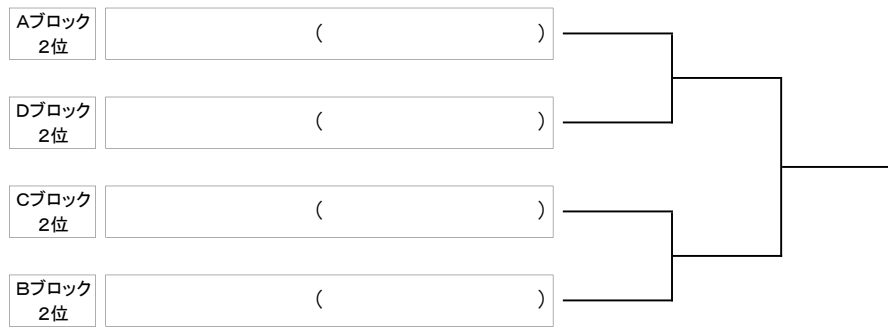 Aブロック
2位
(　　　　　　　　)
Dブロック
2位
(　　　　　　　　)
Cブロック
2位
(　　　　　　　　)
Bブロック
2位
(　　　　　　　　)